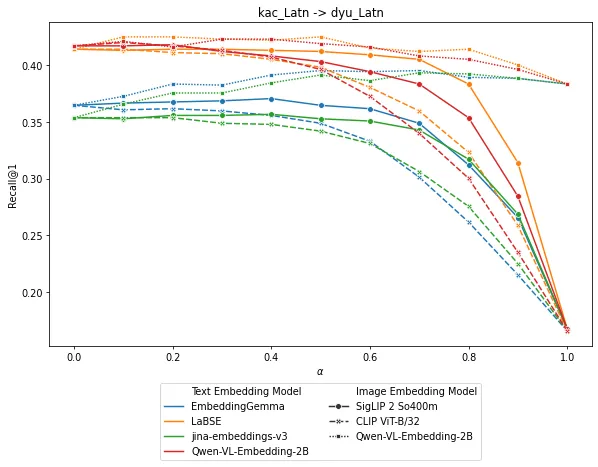 kac_Latn -> dyu_Latn
Recall@1
0.40
0.35
0.30
0.25
0.20
0.0 0.2 0.4 0.6 0.8 1.0
α
Text Embedding Model
EmbeddingGemma
LaBSE
jina-embeddings-v3
Qwen-VL-Embedding-2B
Image Embedding Model
SigLIP 2 So400m
CLIP ViT-B/32
Qwen-VL-Embedding-2B